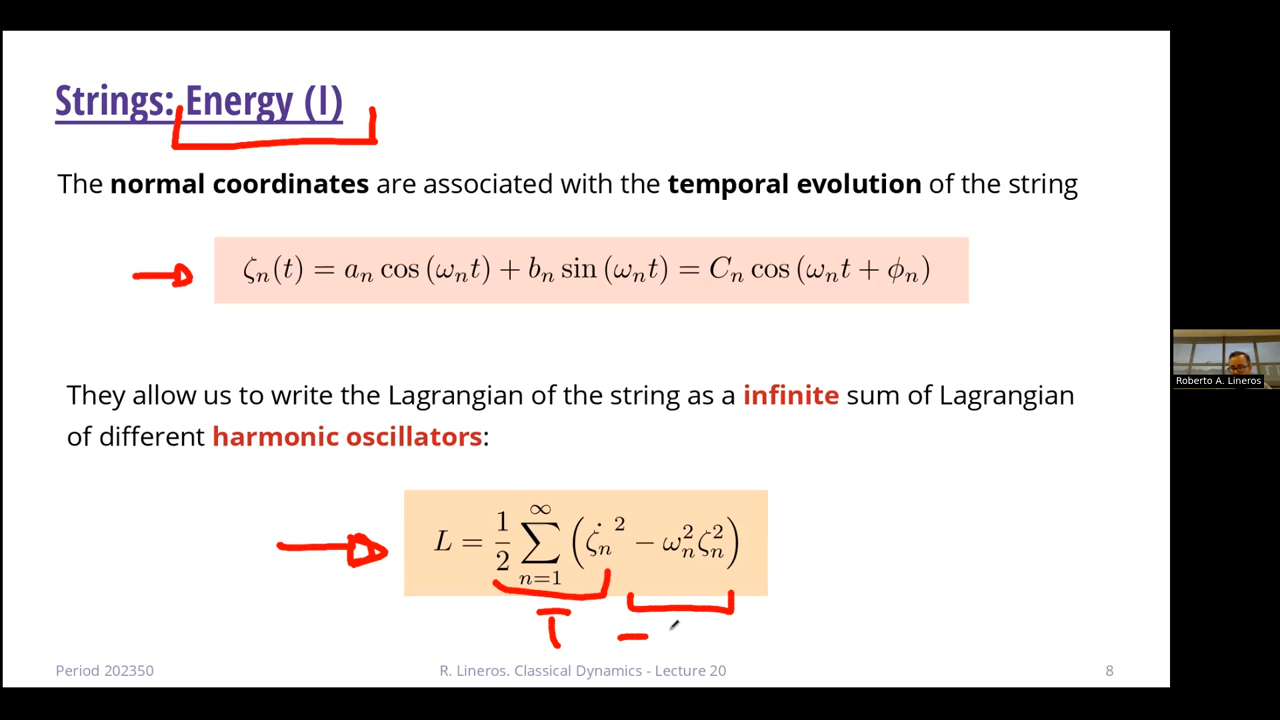 Strings: Energy (I)
The normal coordinates are associated with the temporal evolution of the string
ζₙ(t) = aₙ cos (ωₙt) + bₙ sin (ωₙt) = Cₙ cos (ωₙt + ϕₙ)
They allow us to write the Lagrangian of the string as a infinite sum of Lagrangian
of different harmonic oscillators:
L = 1/2 ∑_{n=1}^{∞} (ζ̇ₙ² − ωₙ²ζₙ²)
T −
Period 202350
R. Lineros. Classical Dynamics - Lecture 20
8
Roberto A. Lineros